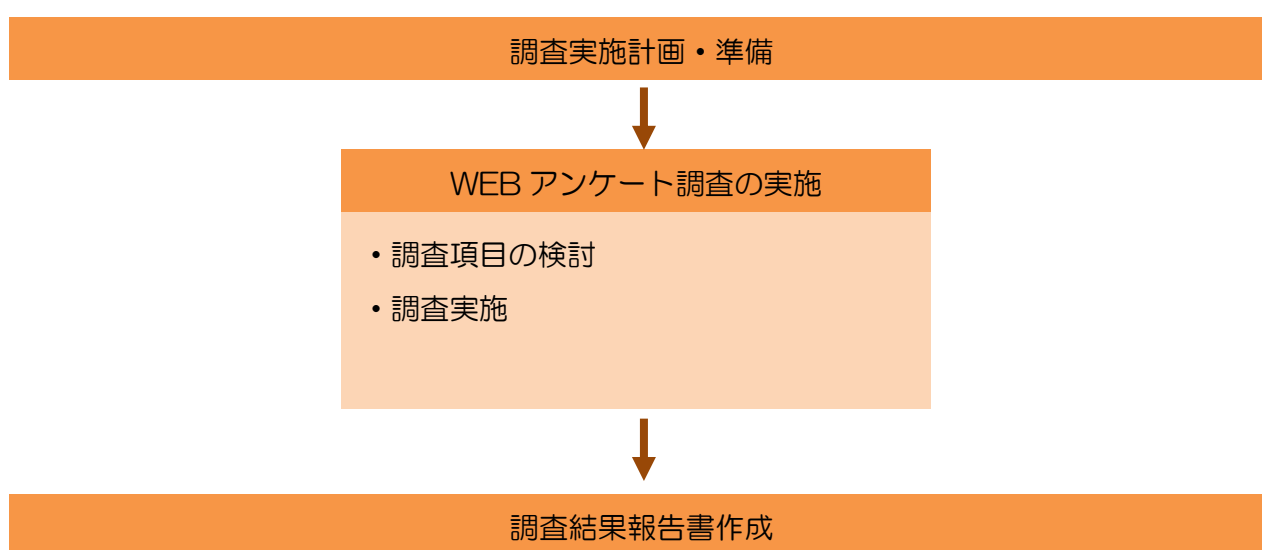 調査実施計画・準備
WEB アンケート調査の実施
・調査項目の検討
・調査実施
調査結果報告書作成